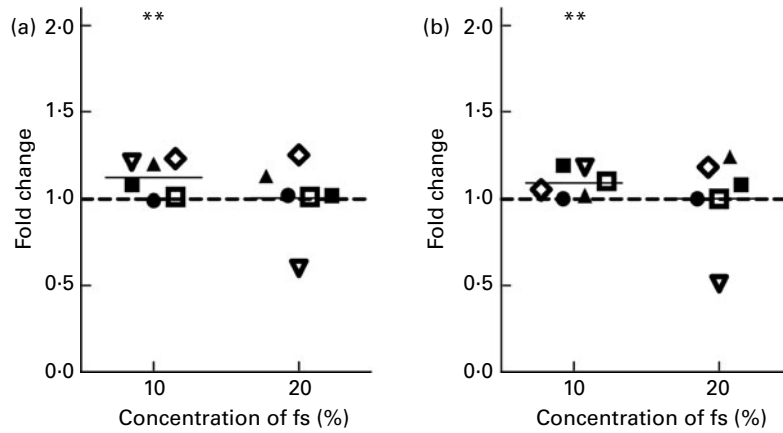 (a)
**
2·0
1·5
1·0
0·5
0·0
Fold change
10
20
Concentration of fs (%)
(b)
**
2·0
1·5
1·0
0·5
0·0
Fold change
10
20
Concentration of fs (%)